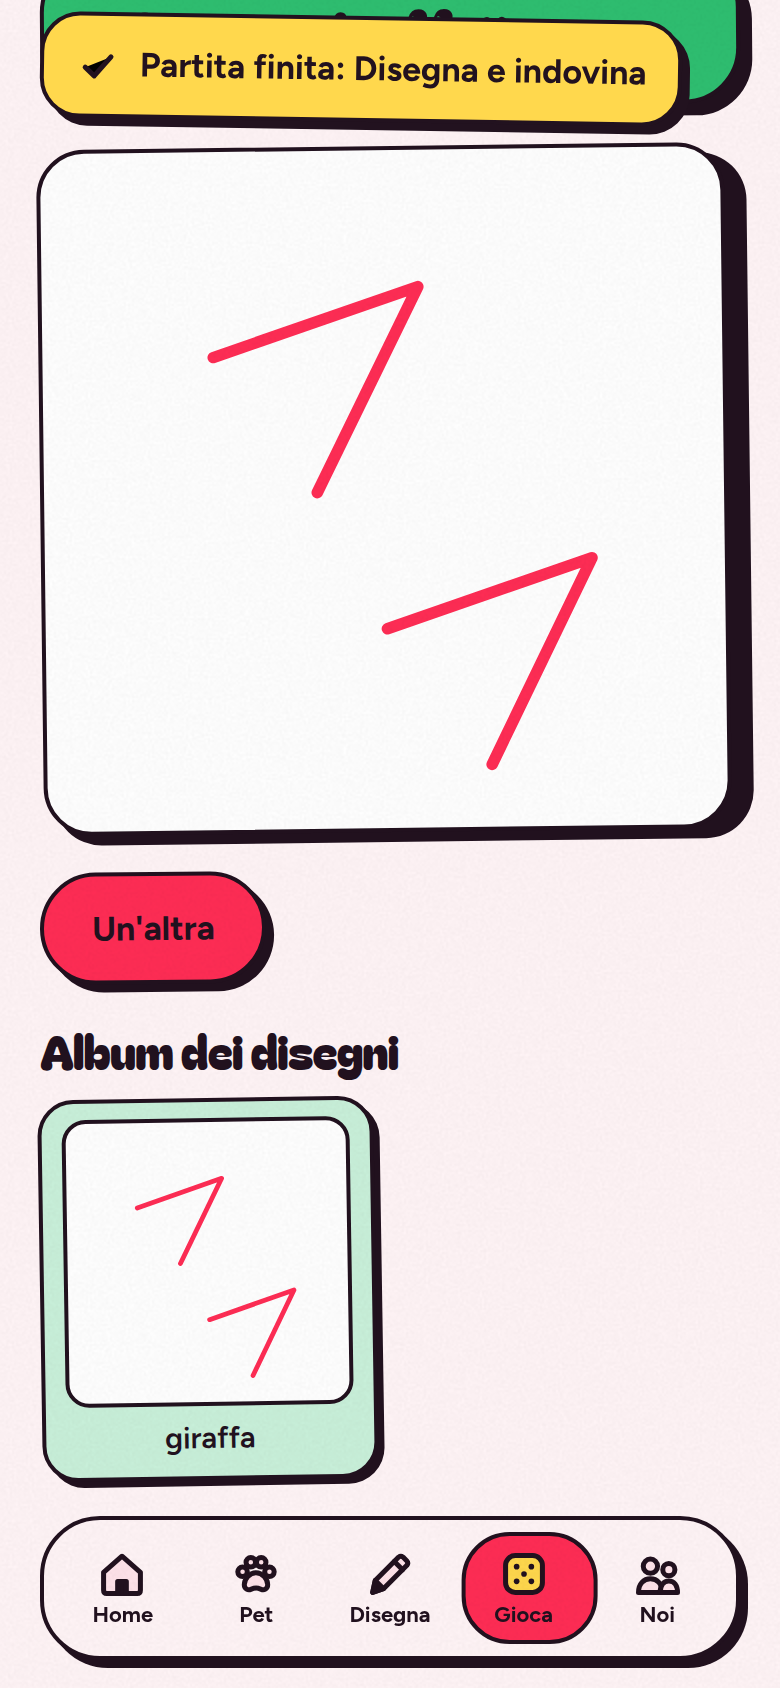 Partita finita: Disegna e indovina
Un'altra
Album dei disegni
giraffa
Home
Pet
Disegna
Gioca
Noi